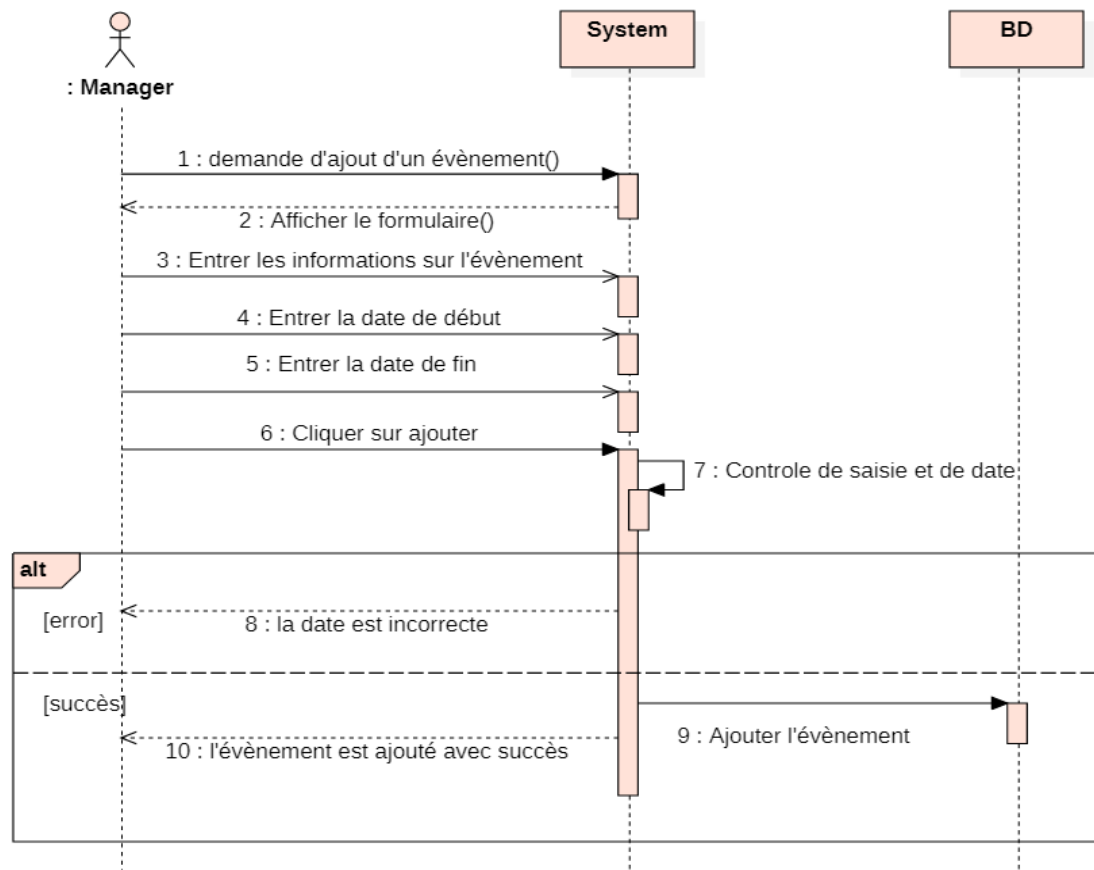 System
BD
: Manager
1 : demande d'ajout d'un évènement()
2 : Afficher le formulaire()
3 : Entrer les informations sur l'évènement
4 : Entrer la date de début
5 : Entrer la date de fin
6 : Cliquer sur ajouter
7 : Controle de saisie et de date
alt
[error]
8 : la date est incorrecte
[succès]
9 : Ajouter l'évènement
10 : l'évènement est ajouté avec succès